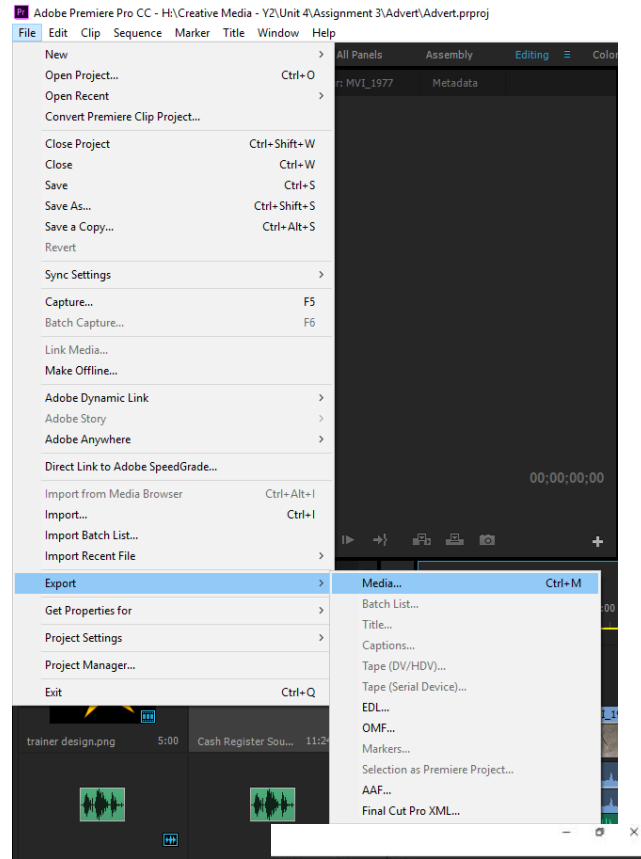 Pr Adobe Premiere Pro CC - H:\Creative Media - Y2\Unit 4\Assignment 3\Advert\Advert.prproj
File Edit Clip Sequence Marker Title Window Help
New
Open Project... Ctrl+O
Open Recent
Convert Premiere Clip Project...
Close Project Ctrl+Shift+W
Close Ctrl+W
Save Ctrl+S
Save As... Ctrl+Shift+S
Save a Copy... Ctrl+Alt+S
Revert
Sync Settings
Capture... F5
Batch Capture... F6
Link Media...
Make Offline...
Adobe Dynamic Link
Adobe Story
Adobe Anywhere
Direct Link to Adobe SpeedGrade...
Import from Media Browser Ctrl+Alt+I
Import... Ctrl+I
Import Batch List...
Import Recent File
Export
Get Properties for
Project Settings
Project Manager...
Exit Ctrl+Q
All Panels Assembly Editing Color
r: MVI_1977 Metadata
00;00;00;00
:00
Media... Ctrl+M
Batch List...
Title...
Captions...
Tape (DV/HDV)...
Tape (Serial Device)...
EDL...
OMF...
Markers...
Selection as Premiere Project...
AAF...
Final Cut Pro XML...
trainer design.png 5:00 Cash Register Sou... 11:24